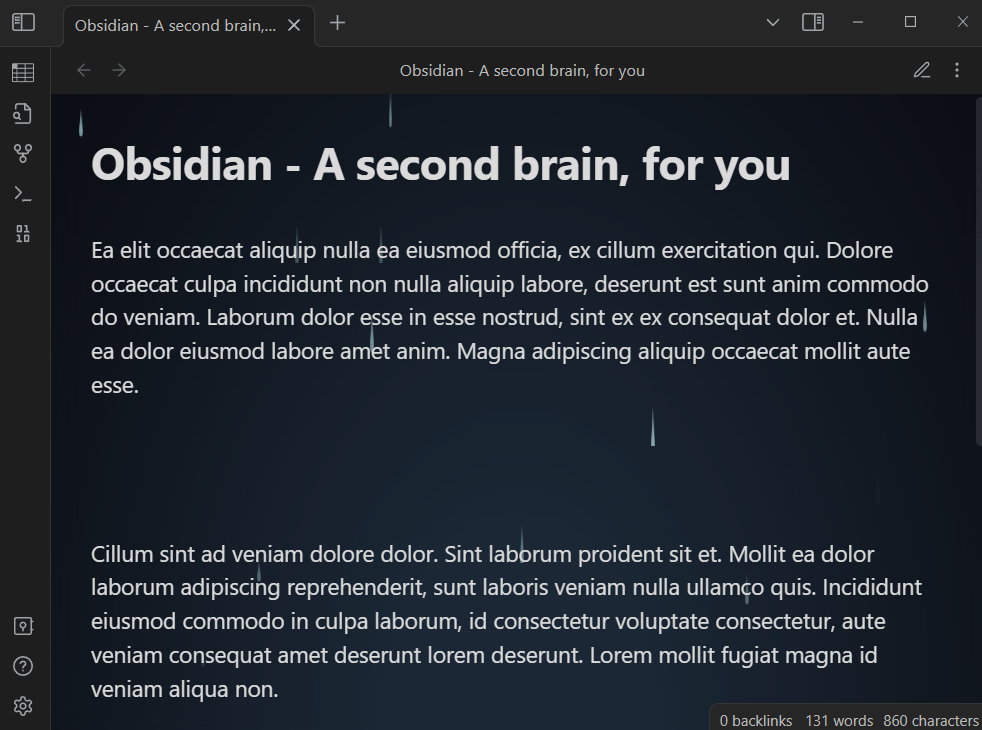 Obsidian - A second brain,...
Obsidian - A second brain, for you
Obsidian - A second brain, for you
Ea elit occaecat aliquip nulla ea eiusmod officia, ex cillum exercitation qui. Dolore
occaecat culpa incididunt non nulla aliquip labore, deserunt est sunt anim commodo
do veniam. Laborum dolor esse in esse nostrud, sint ex ex consequat dolor et. Nulla
ea dolor eiusmod labore amet anim. Magna adipiscing aliquip occaecat mollit aute
esse.
Cillum sint ad veniam dolore dolor. Sint laborum proident sit et. Mollit ea dolor
laborum adipiscing reprehenderit, sunt laboris veniam nulla ullamco quis. Incididunt
eiusmod commodo in culpa laborum, id consectetur voluptate consectetur, aute
veniam consequat amet deserunt lorem deserunt. Lorem mollit fugiat magna id
veniam aliqua non.
0 backlinks 131 words 860 characters